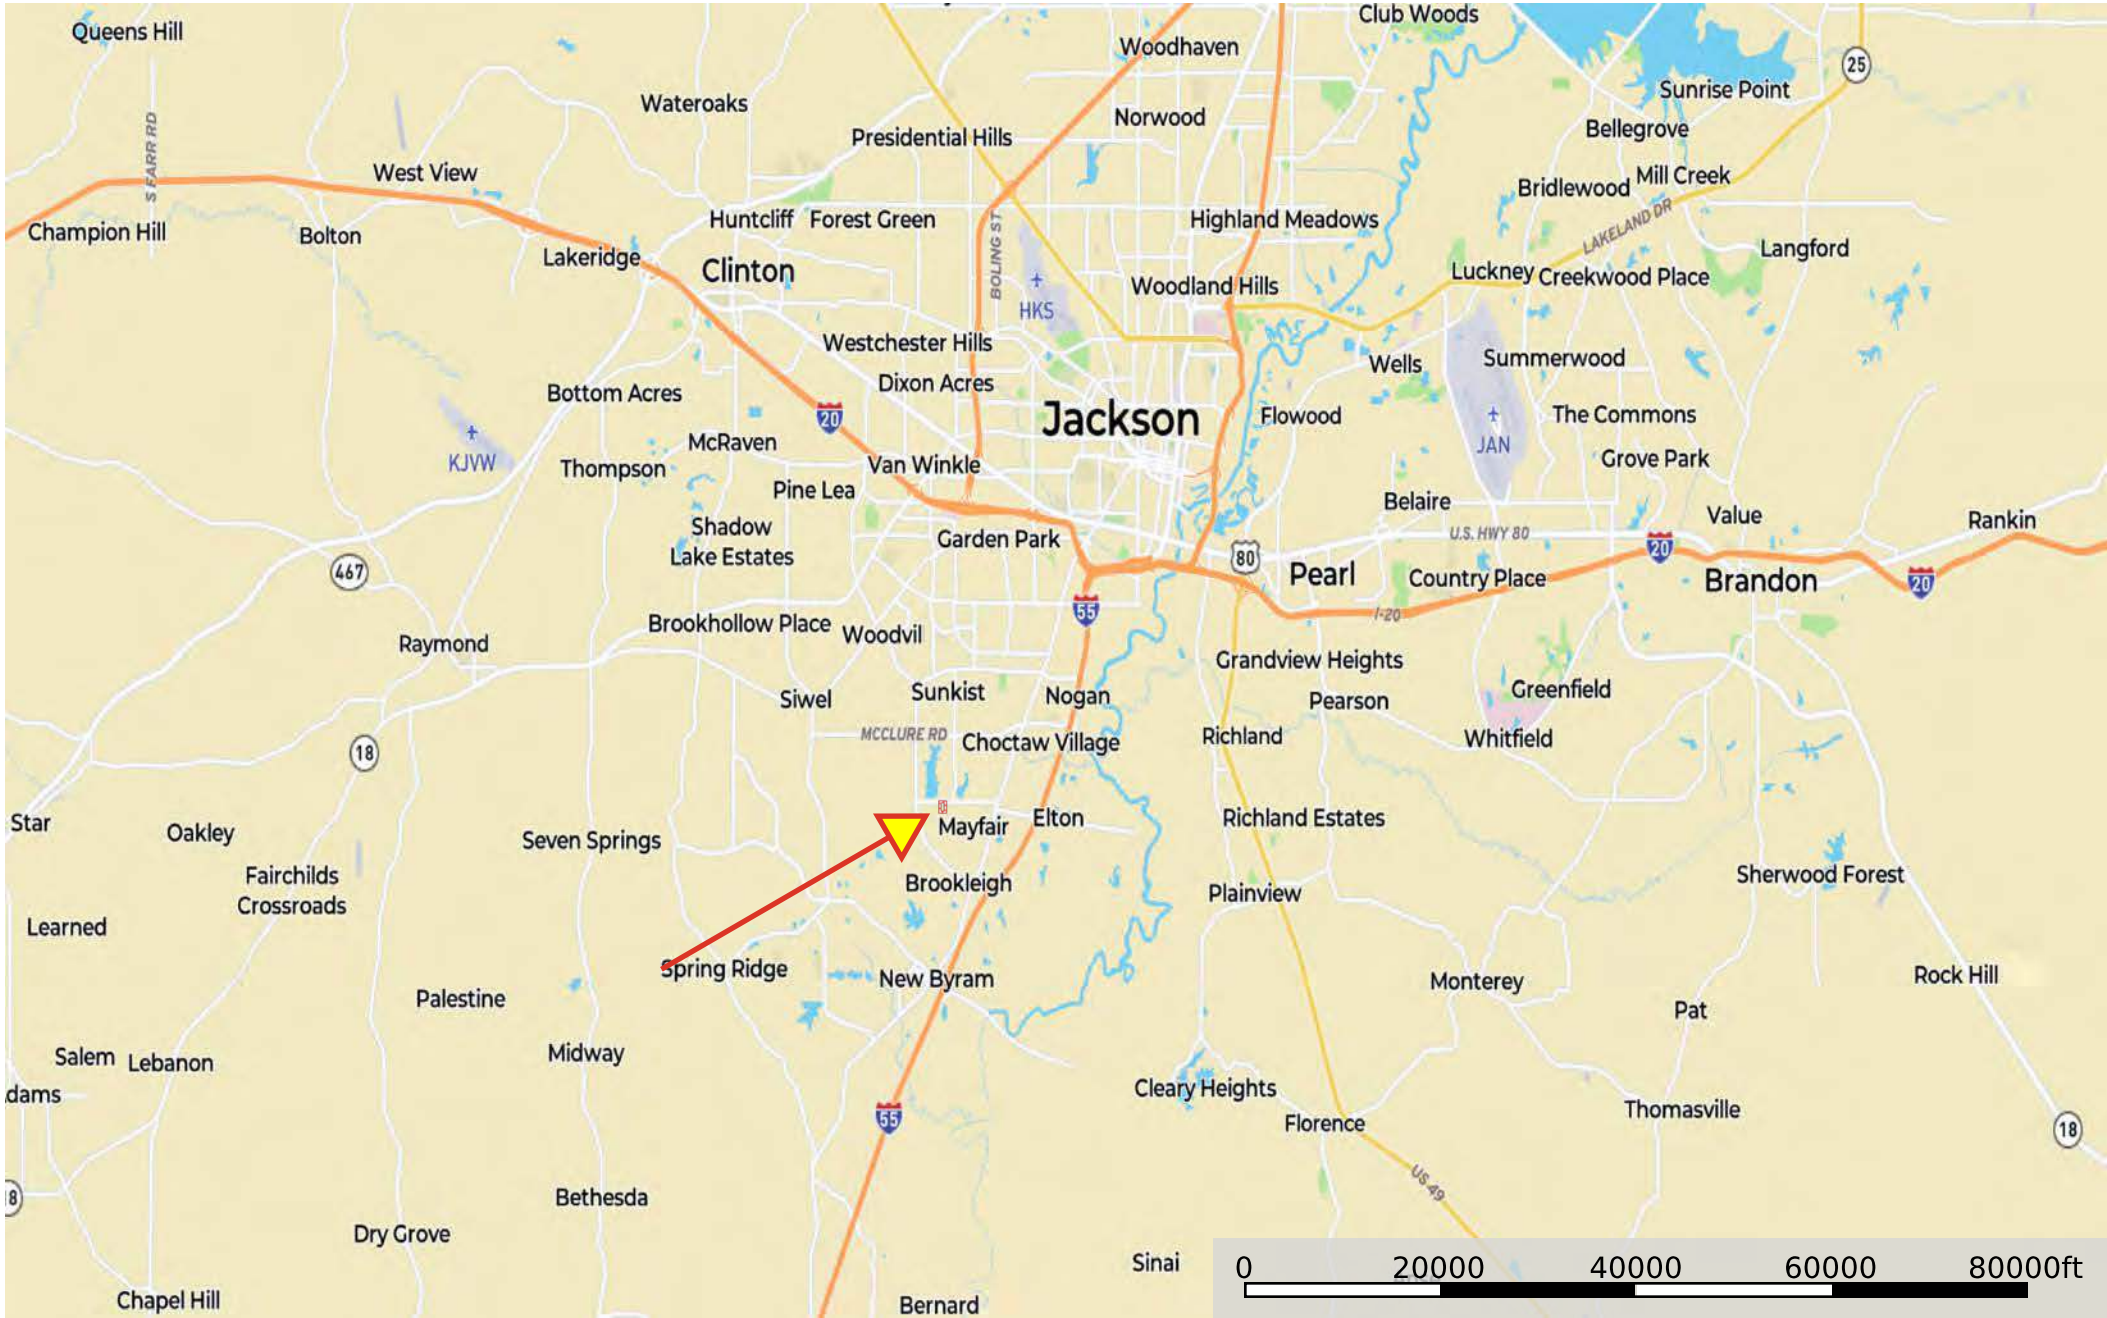 Queens Hill
Club Woods
Woodhaven
25
Sunrise Point
Wateroaks
Norwood
Bellegrove
Presidential Hills
S FARR RD
West View
Mill Creek
Bridlewood
Huntcliff
Forest Green
Highland Meadows
LAKELAND DR
Champion Hill
Bolton
BOLING ST
Langford
Lakeridge
Clinton
Luckney
Creekwood Place
Woodland Hills
HKS
Westchester Hills
Wells
Summerwood
Dixon Acres
Bottom Acres
20
Jackson
Flowood
The Commons
McRaven
JAN
KJVW
Thompson
Van Winkle
Grove Park
Pine Lea
Belaire
Value
Rankin
Shadow
Lake Estates
Garden Park
U.S. HWY 80
80
20
467
Pearl
Country Place
Brandon
20
55
I-20
Brookhollow Place
Woodvil
Raymond
Grandview Heights
Siwel
Sunkist
Nogan
Pearson
Greenfield
MCCLURE RD
Choctaw Village
Richland
Whitfield
18
Star
Oakley
Seven Springs
Mayfair
Elton
Richland Estates
Fairchilds
Crossroads
Brookleigh
Plainview
Sherwood Forest
Learned
Spring Ridge
New Byram
Monterey
Rock Hill
Palestine
Pat
Salem
Lebanon
Midway
dams
Cleary Heights
55
Florence
Thomasville
18
8
Bethesda
US 49
Dry Grove
Sinai
0 20000 40000 60000 80000ft
Chapel Hill
Bernard